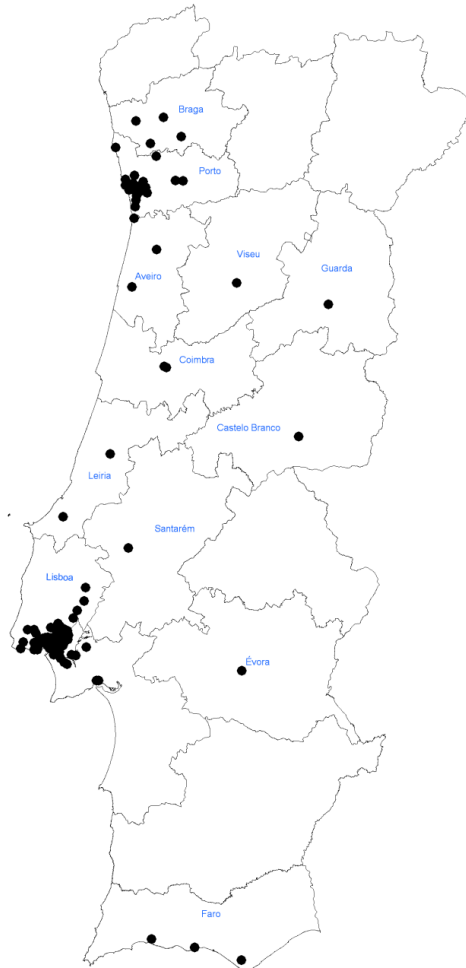 Braga
Porto
Viseu
Guarda
Aveiro
Coimbra
Castelo Branco
Leiria
Santarém
Lisboa
Évora
Faro